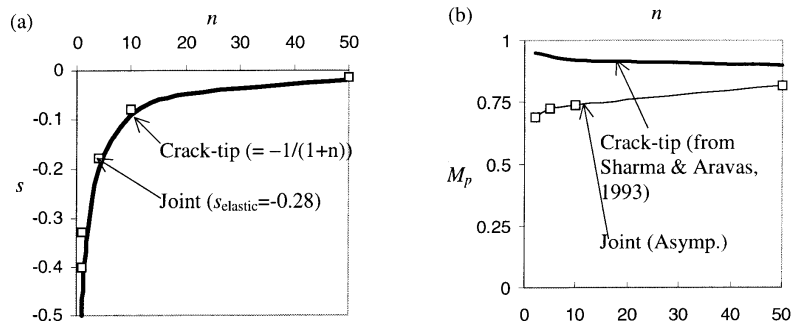 (a)
n
0 10 20 30 40 50
0
-0.1
-0.2
-0.3
-0.4
-0.5
s
Crack-tip (= −1/(1+n))
Joint (selastic=-0.28)
(b)
n
1
0.75
0.5
0.25
0
Mp
Crack-tip (from
Sharma & Aravas,
1993)
Joint (Asymp.)
0 10 20 30 40 50